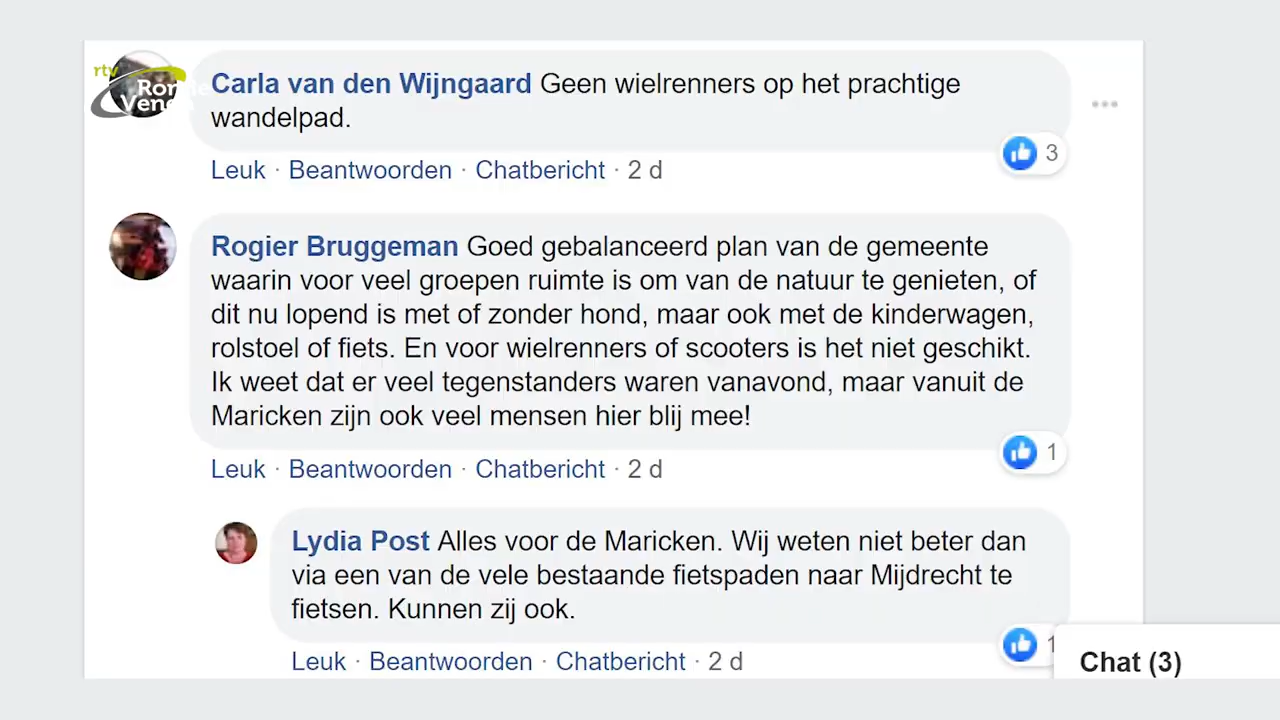 rtv
Ronde
Venen
Carla van den Wijngaard Geen wielrenners op het prachtige
wandelpad.
3
Leuk · Beantwoorden · Chatbericht · 2 d
Rogier Bruggeman Goed gebalanceerd plan van de gemeente
waarin voor veel groepen ruimte is om van de natuur te genieten, of
dit nu lopend is met of zonder hond, maar ook met de kinderwagen,
rolstoel of fiets. En voor wielrenners of scooters is het niet geschikt.
Ik weet dat er veel tegenstanders waren vanavond, maar vanuit de
Maricken zijn ook veel mensen hier blij mee!
1
Leuk · Beantwoorden · Chatbericht · 2 d
Lydia Post Alles voor de Maricken. Wij weten niet beter dan
via een van de vele bestaande fietspaden naar Mijdrecht te
fietsen. Kunnen zij ook.
1
Leuk · Beantwoorden · Chatbericht · 2 d
Chat (3)